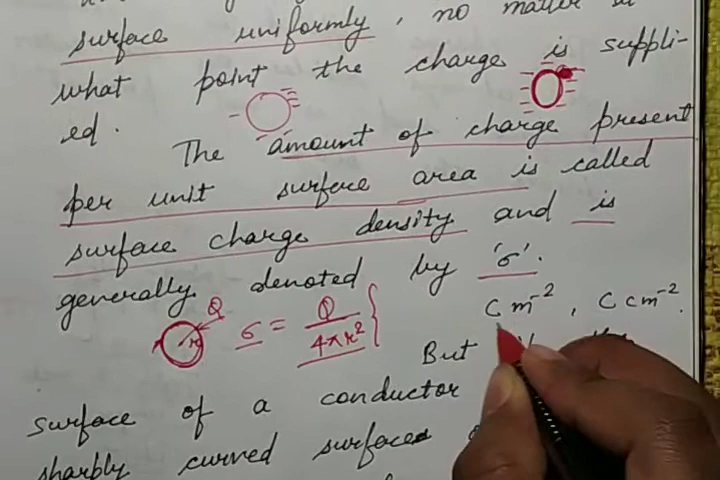 surface uniformly, no matter
what point the charge is suppli-
ed.
The amount of charge present
per unit surface area is called
surface charge density and is
generally denoted by 'σ'.
Q r σ = Q / 4πr² } C m⁻², C cm⁻².
But
surface of a conductor
sharply curved surface